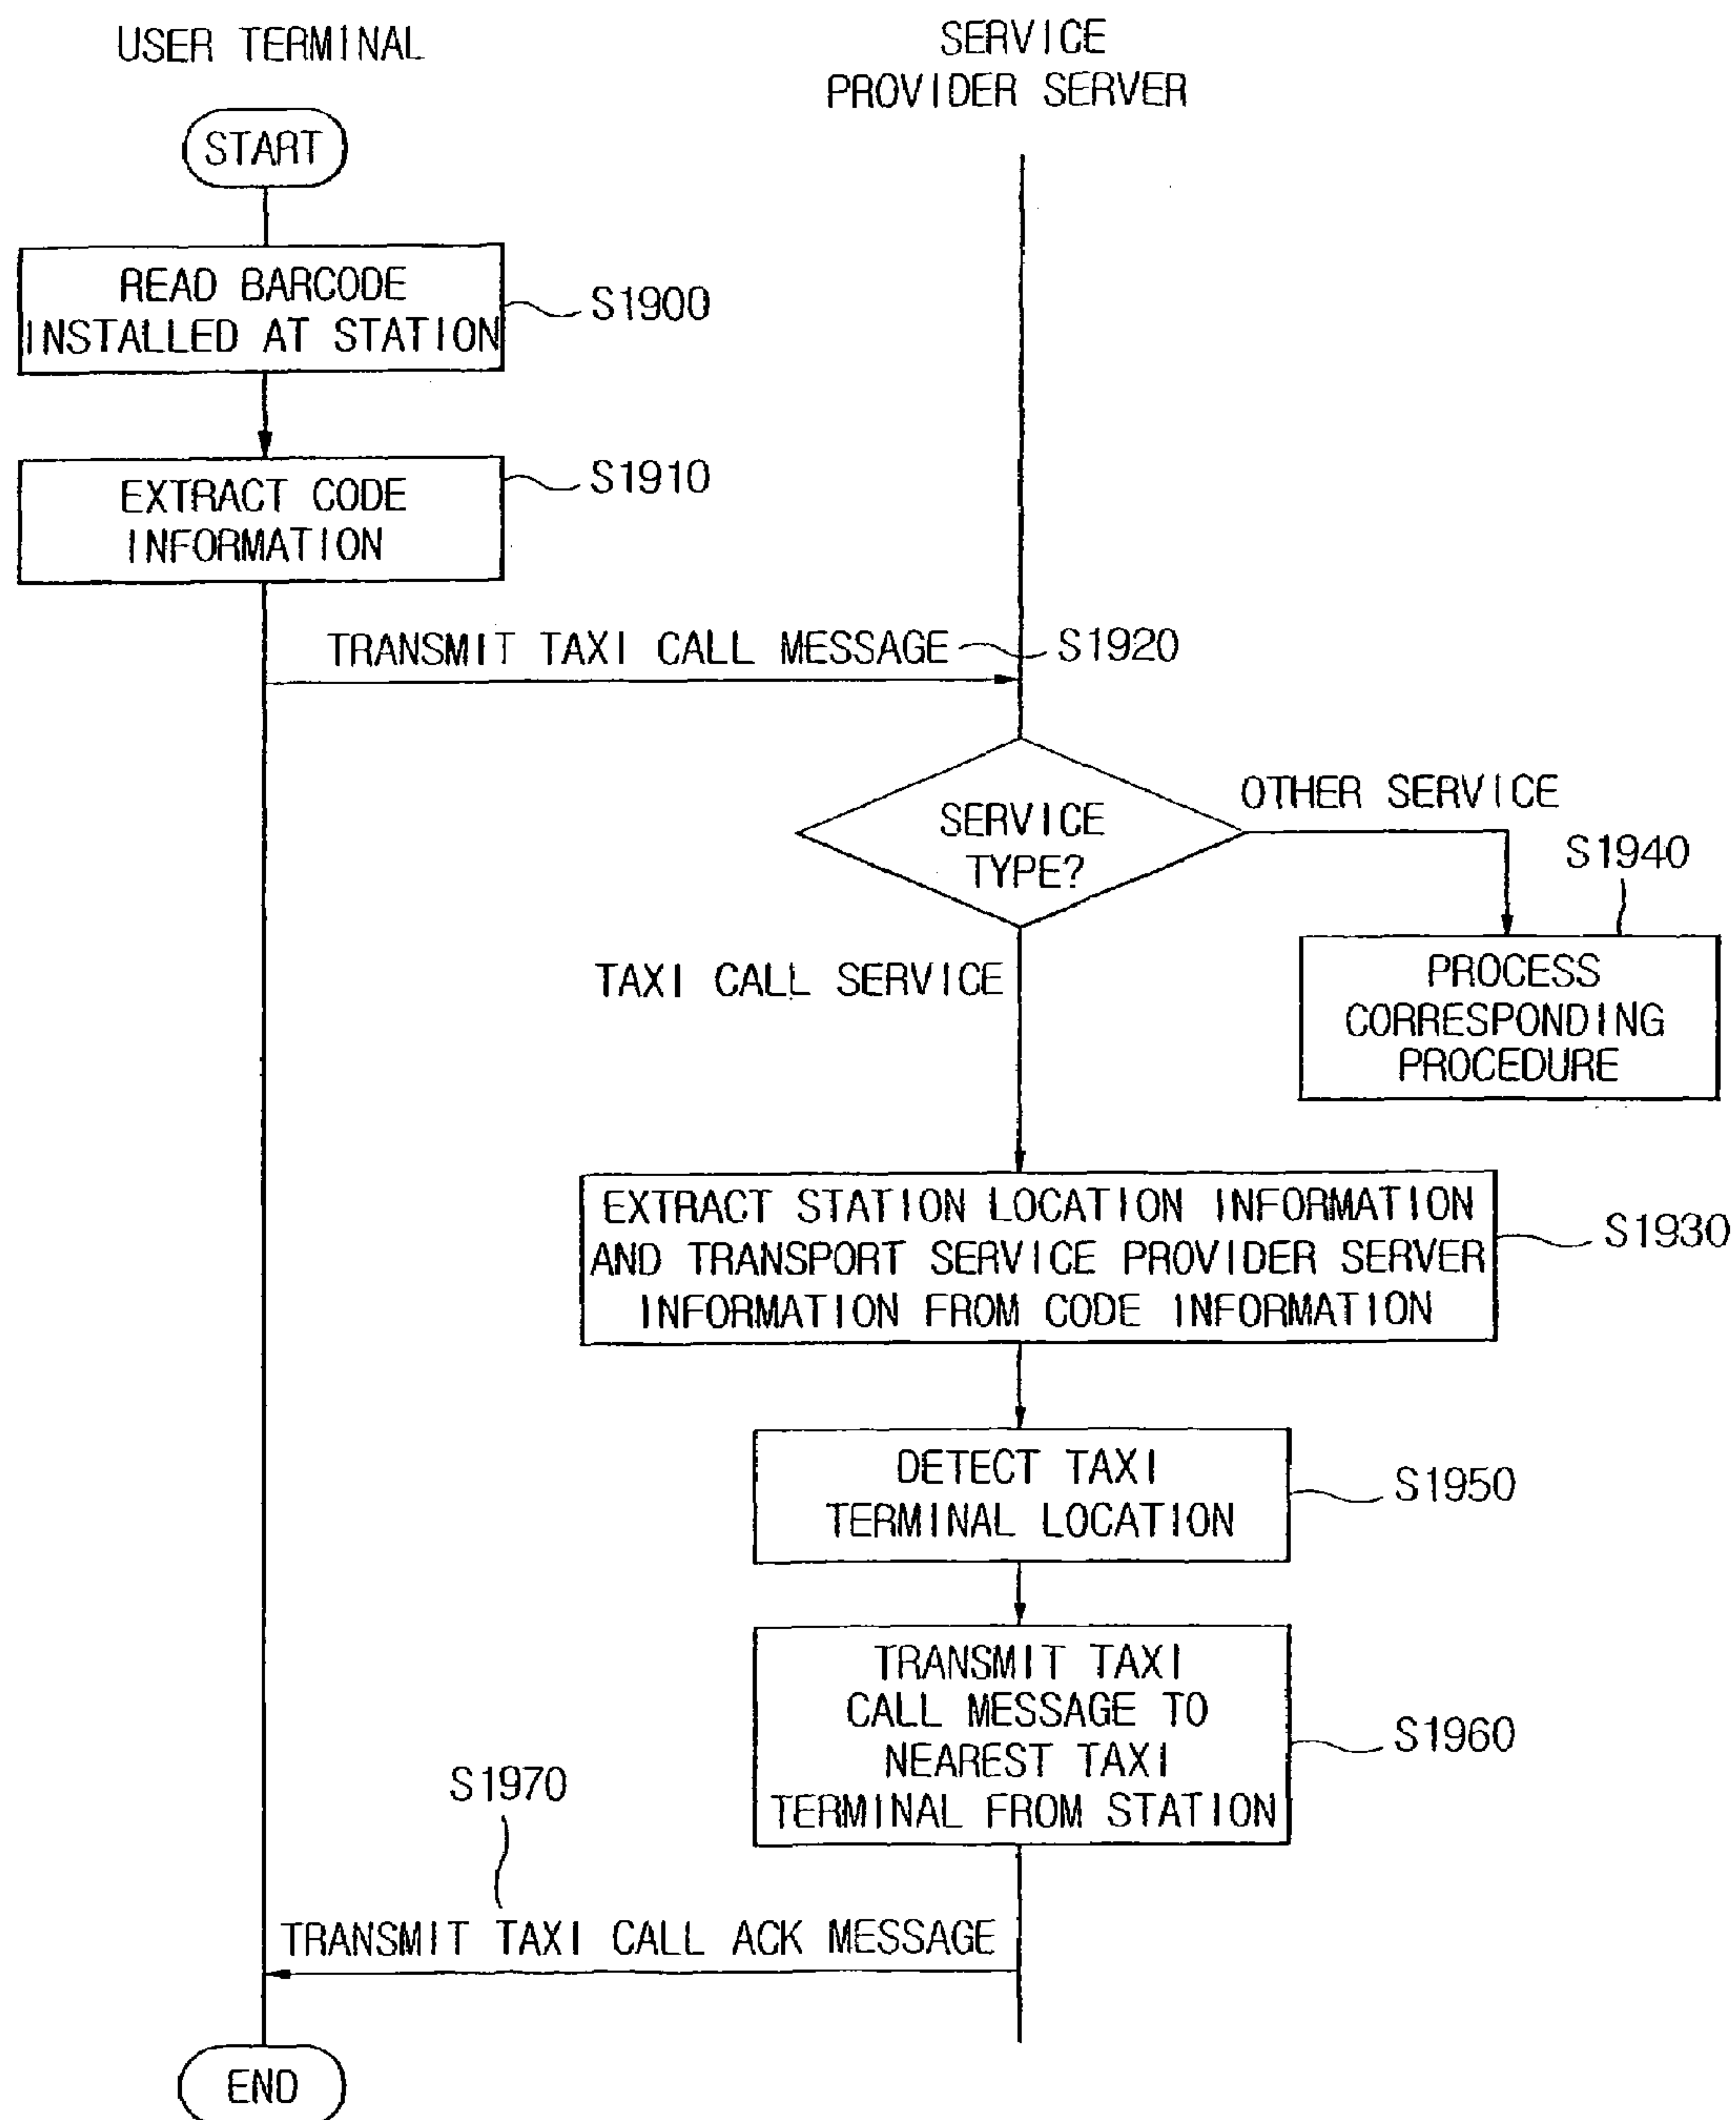 USER TERMINAL
SERVICE
PROVIDER SERVER
START
READ BARCODE
INSTALLED AT STATION
S1900
EXTRACT CODE
INFORMATION
S1910
TRANSMIT TAXI CALL MESSAGE
S1920
SERVICE
TYPE?
OTHER SERVICE
S1940
PROCESS
CORRESPONDING
PROCEDURE
TAXI CALL SERVICE
EXTRACT STATION LOCATION INFORMATION
AND TRANSPORT SERVICE PROVIDER SERVER
INFORMATION FROM CODE INFORMATION
S1930
DETECT TAXI
TERMINAL LOCATION
S1950
TRANSMIT TAXI
CALL MESSAGE TO
NEAREST TAXI
TERMINAL FROM STATION
S1960
S1970
TRANSMIT TAXI CALL ACK MESSAGE
END